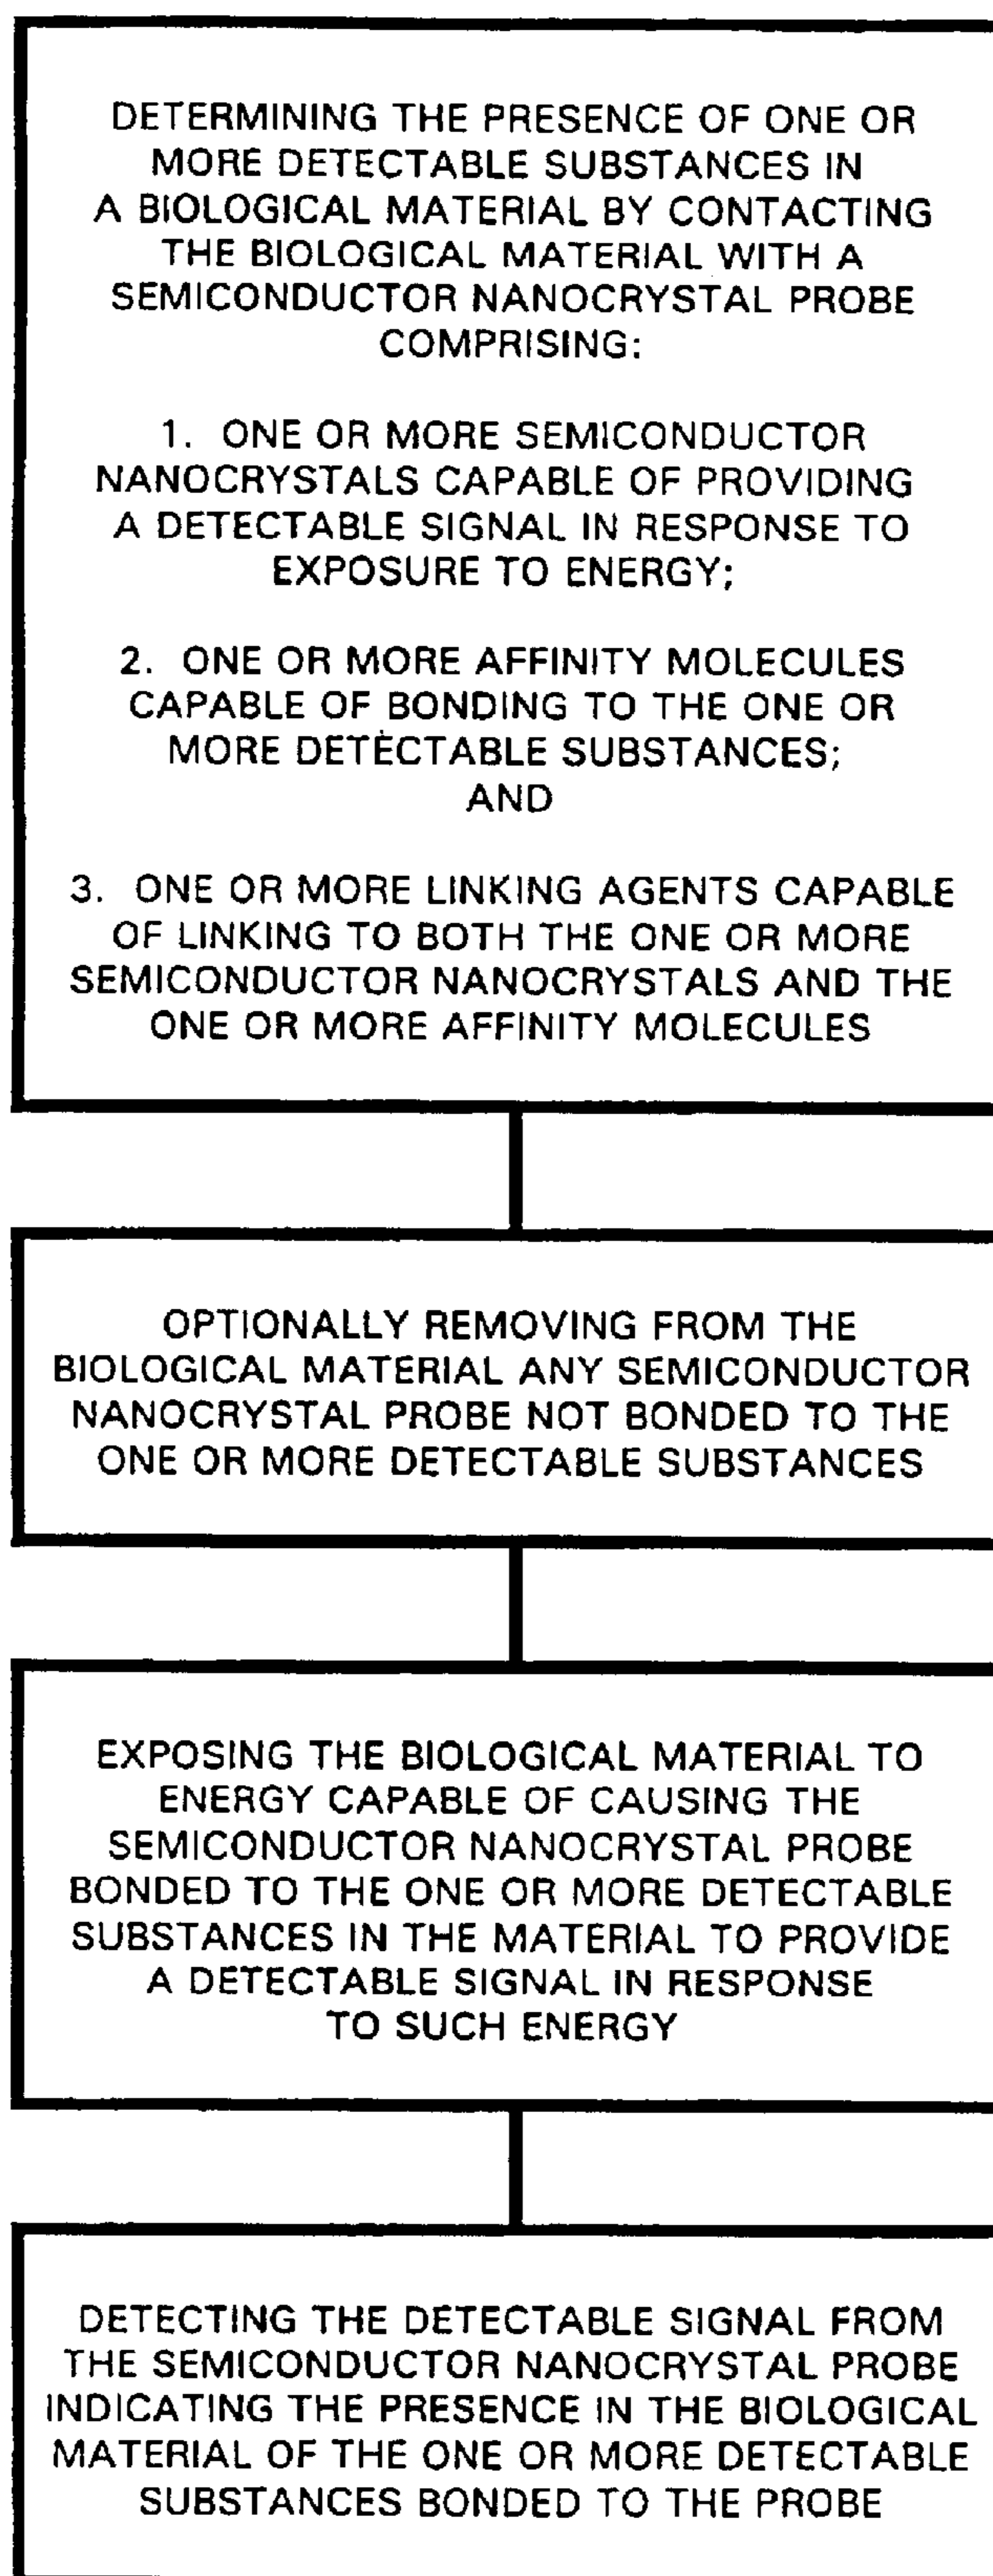 DETERMINING THE PRESENCE OF ONE OR
MORE DETECTABLE SUBSTANCES IN
A BIOLOGICAL MATERIAL BY CONTACTING
THE BIOLOGICAL MATERIAL WITH A
SEMICONDUCTOR NANOCRYSTAL PROBE
COMPRISING:
1. ONE OR MORE SEMICONDUCTOR
NANOCRYSTALS CAPABLE OF PROVIDING
A DETECTABLE SIGNAL IN RESPONSE TO
EXPOSURE TO ENERGY;
2. ONE OR MORE AFFINITY MOLECULES
CAPABLE OF BONDING TO THE ONE OR
MORE DETECTABLE SUBSTANCES;
AND
3. ONE OR MORE LINKING AGENTS CAPABLE
OF LINKING TO BOTH THE ONE OR MORE
SEMICONDUCTOR NANOCRYSTALS AND THE
ONE OR MORE AFFINITY MOLECULES
OPTIONALLY REMOVING FROM THE
BIOLOGICAL MATERIAL ANY SEMICONDUCTOR
NANOCRYSTAL PROBE NOT BONDED TO THE
ONE OR MORE DETECTABLE SUBSTANCES
EXPOSING THE BIOLOGICAL MATERIAL TO
ENERGY CAPABLE OF CAUSING THE
SEMICONDUCTOR NANOCRYSTAL PROBE
BONDED TO THE ONE OR MORE DETECTABLE
SUBSTANCES IN THE MATERIAL TO PROVIDE
A DETECTABLE SIGNAL IN RESPONSE
TO SUCH ENERGY
DETECTING THE DETECTABLE SIGNAL FROM
THE SEMICONDUCTOR NANOCRYSTAL PROBE
INDICATING THE PRESENCE IN THE BIOLOGICAL
MATERIAL OF THE ONE OR MORE DETECTABLE
SUBSTANCES BONDED TO THE PROBE